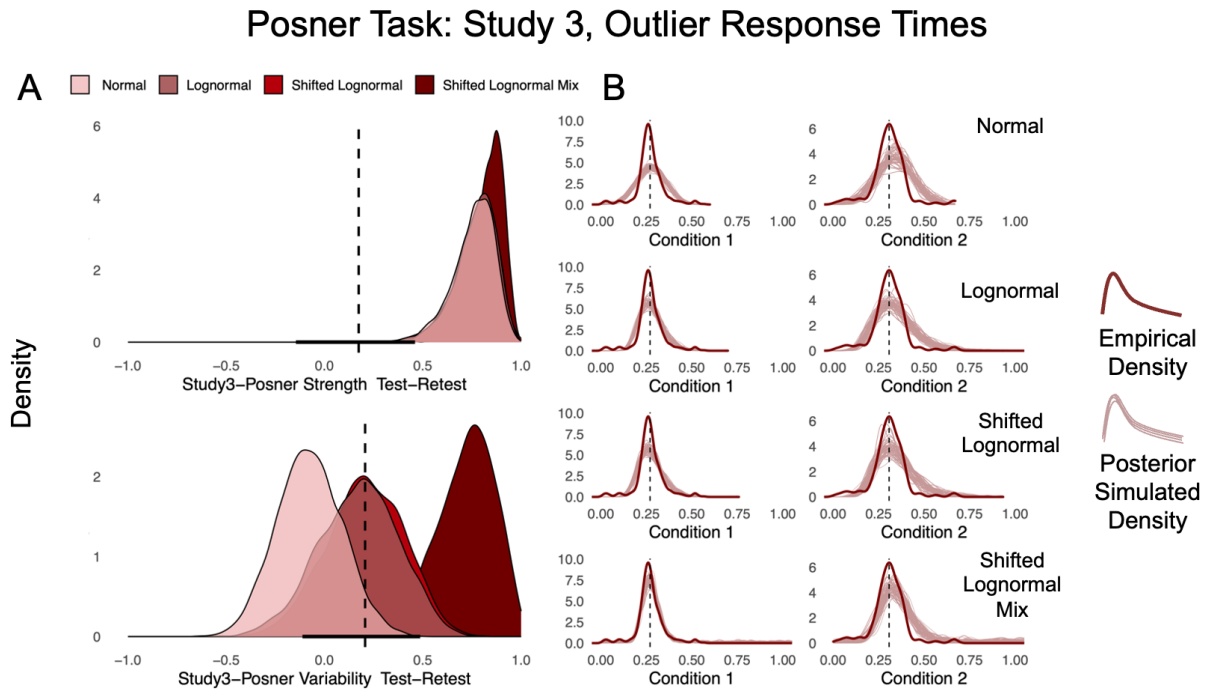 Posner Task: Study 3, Outlier Response Times
A
Normal
Lognormal
Shifted Lognormal
Shifted Lognormal Mix
Density
6
4
2
0
−1.0 −0.5 0.0 0.5 1.0
Study3−Posner Strength Test−Retest
2
1
0
−1.0 −0.5 0.0 0.5 1.0
Study3−Posner Variability Test−Retest
B
10.0
7.5
5.0
2.5
0.0
0.00 0.25 0.50 0.75 1.00
Condition 1
6
4
2
0
0.00 0.25 0.50 0.75 1.00
Condition 2
Normal
10.0
7.5
5.0
2.5
0.0
0.00 0.25 0.50 0.75 1.00
Condition 1
6
4
2
0
0.00 0.25 0.50 0.75 1.00
Condition 2
Lognormal
10.0
7.5
5.0
2.5
0.0
0.00 0.25 0.50 0.75 1.00
Condition 1
6
4
2
0
0.00 0.25 0.50 0.75 1.00
Condition 2
Shifted
Lognormal
10.0
7.5
5.0
2.5
0.0
0.00 0.25 0.50 0.75 1.00
Condition 1
6
4
2
0
0.00 0.25 0.50 0.75 1.00
Condition 2
Shifted
Lognormal
Mix
Empirical
Density
Posterior
Simulated
Density